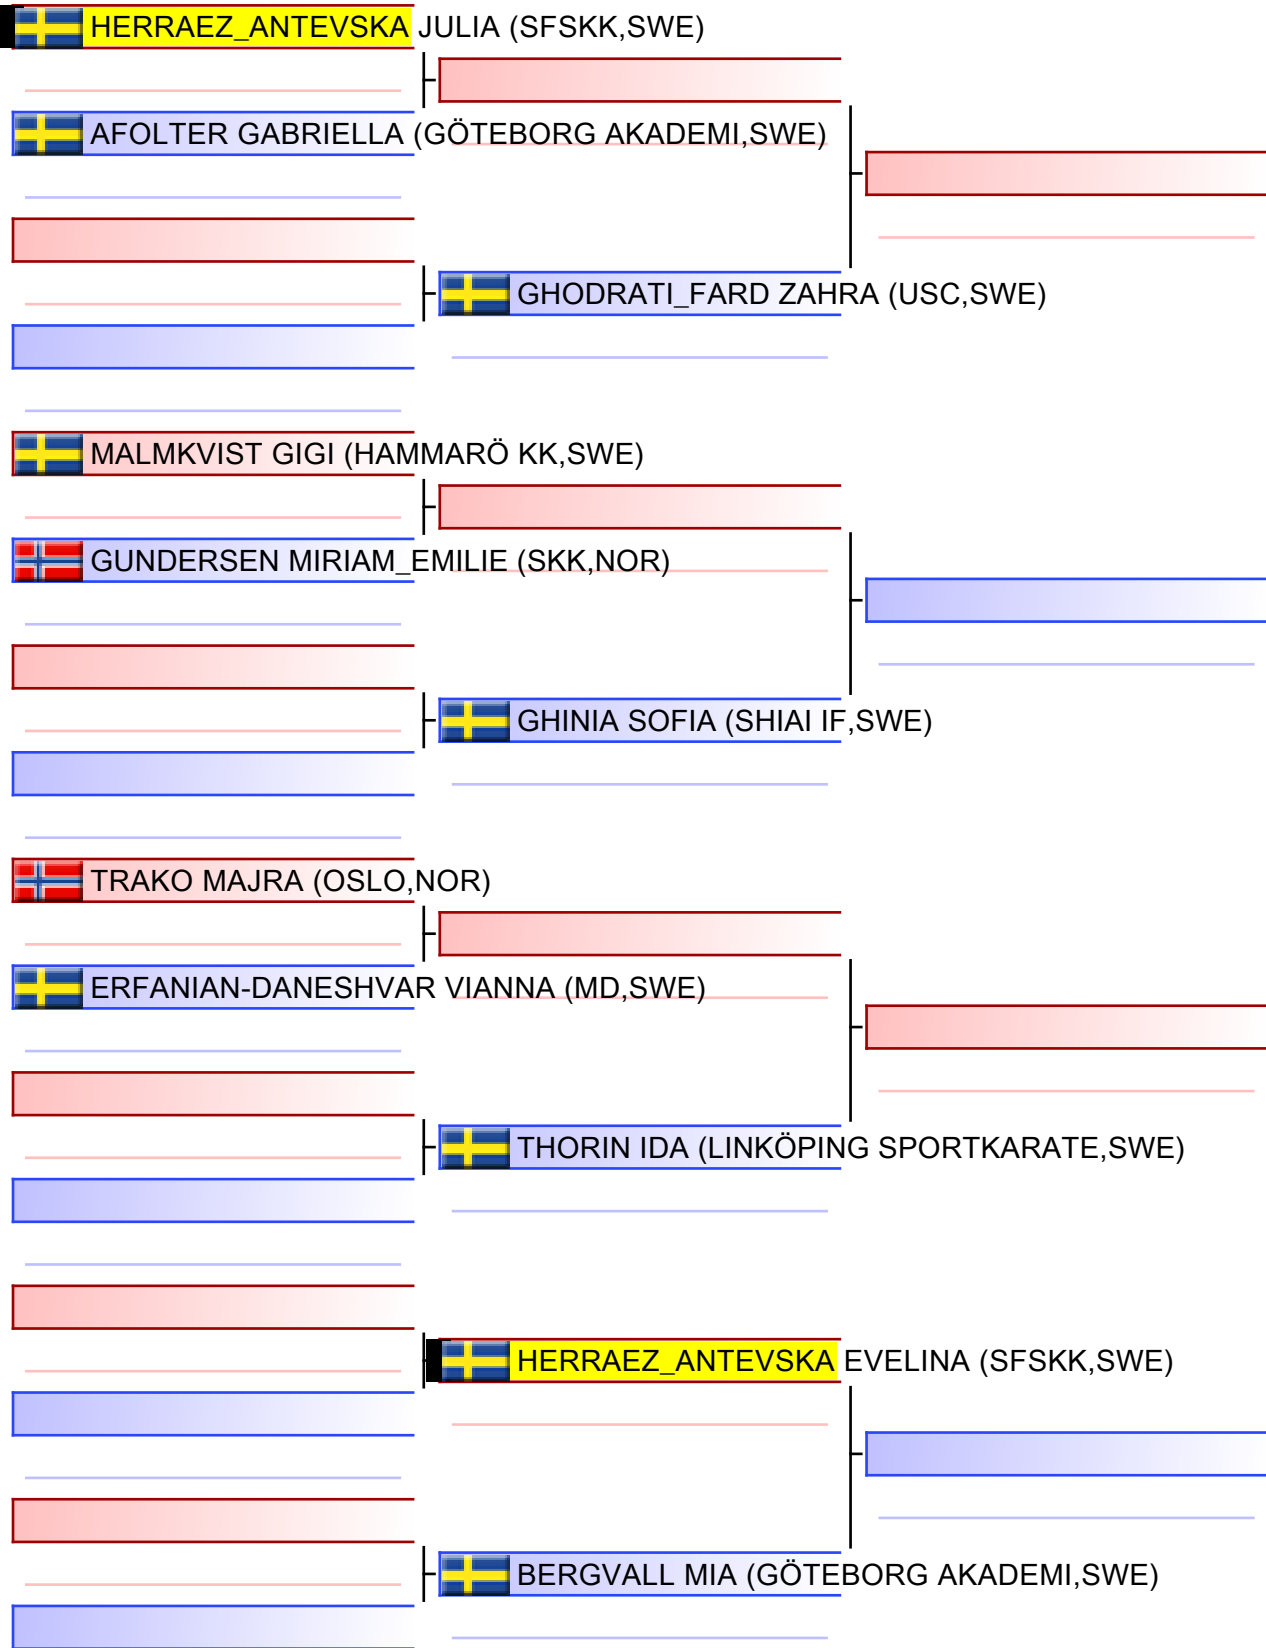 HERRAEZ_ANTEVSKA JULIA (SFSKK,SWE)
AFOLTER GABRIELLA (GÖTEBORG AKADEMI,SWE)
GHODRATI_FARD ZAHRA (USC,SWE)
MALMKVIST GIGI (HAMMARÖ KK,SWE)
GUNDERSEN MIRIAM_EMILIE (SKK,NOR)
GHINIA SOFIA (SHIAI IF,SWE)
TRAKO MAJRA (OSLO,NOR)
ERFANIAN-DANESHVAR VIANNA (MD,SWE)
THORIN IDA (LINKÖPING SPORTKARATE,SWE)
HERRAEZ_ANTEVSKA EVELINA (SFSKK,SWE)
BERGVALL MIA (GÖTEBORG AKADEMI,SWE)